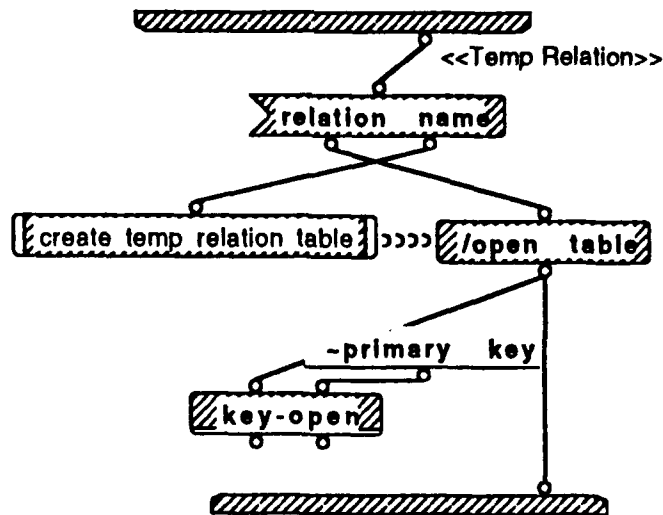 <<Temp Relation>>
relation name
create temp relation table
/open table
~primary key
key-open